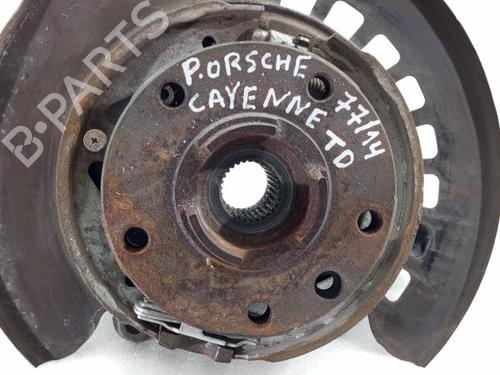 P.ORSCHE
CAYENNE TD
77/14
B-PARTS